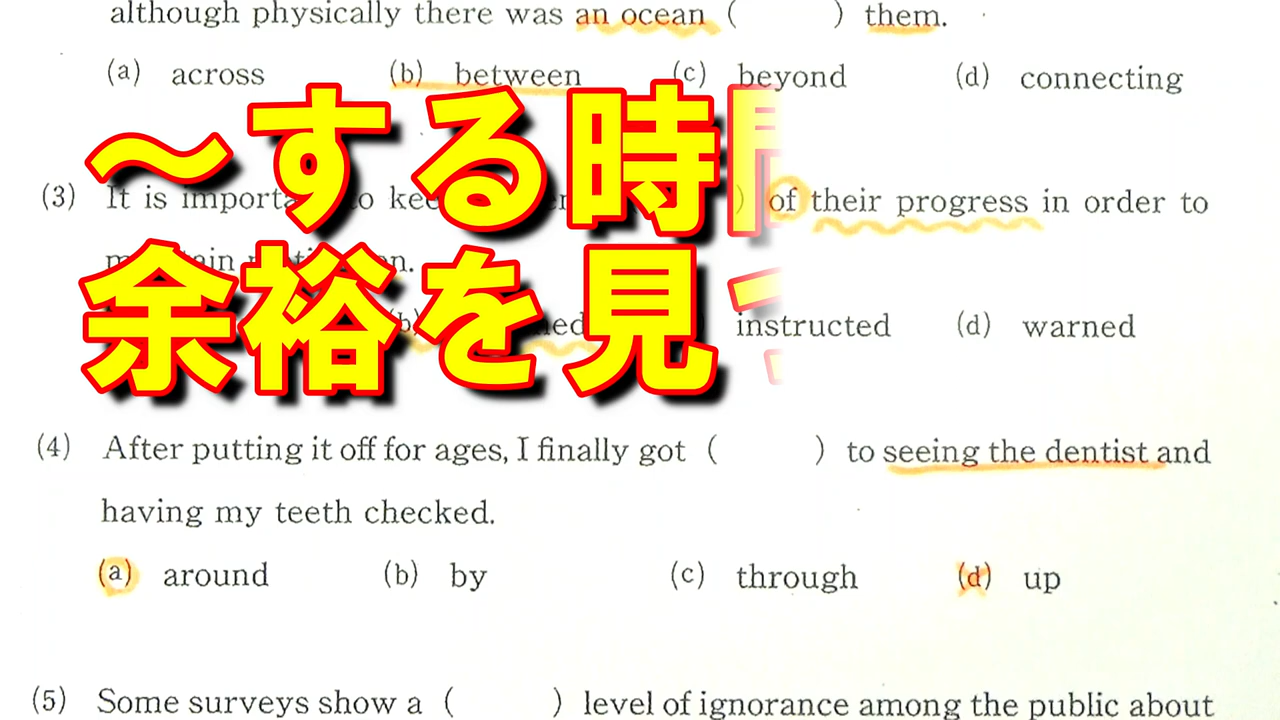 although physically there was an ocean (　　) them.
(a) across (b) between (c) beyond (d) connecting
〜する時間
余裕を見
(3) It is important to of their progress in order to
instructed (d) warned
(4) After putting it off for ages, I finally got (　　) to seeing the dentist and
having my teeth checked.
(a) around (b) by (c) through (d) up
(5) Some surveys show a (　　) level of ignorance among the public about